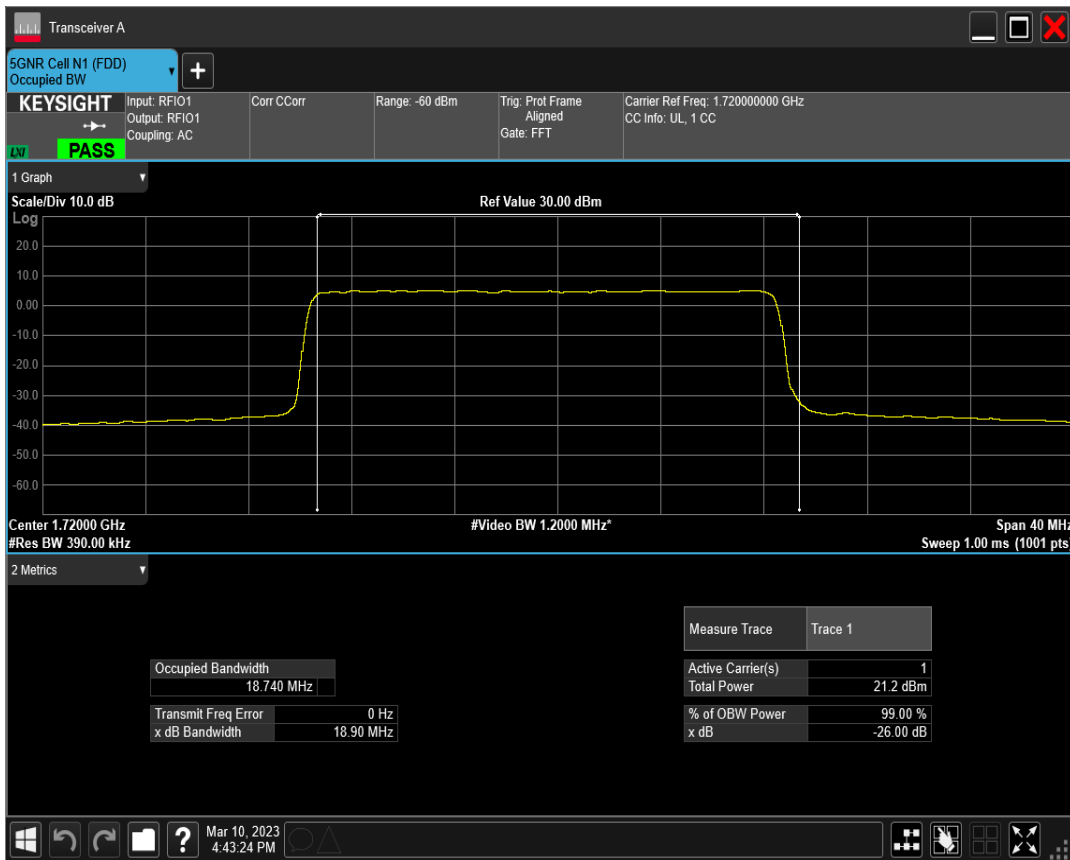 Transceiver A
5GNR Cell N1 (FDD)
Occupied BW
+
KEYSIGHT
LXI
PASS
Input: RFIO1
Output: RFIO1
Coupling: AC
Corr CCorr
Range: -60 dBm
Trig: Prot Frame
Aligned
Gate: FFT
Carrier Ref Freq: 1.720000000 GHz
CC Info: UL, 1 CC
1 Graph
Scale/Div 10.0 dB
Ref Value 30.00 dBm
Log
20.0
10.0
0.00
-10.0
-20.0
-30.0
-40.0
-50.0
-60.0
Center 1.72000 GHz
#Video BW 1.2000 MHz*
Span 40 MHz
#Res BW 390.00 kHz
Sweep 1.00 ms (1001 pts)
2 Metrics
Measure Trace Trace 1
Occupied Bandwidth
18.740 MHz
Active Carrier(s) 1
Total Power 21.2 dBm
Transmit Freq Error 0 Hz
x dB Bandwidth 18.90 MHz
% of OBW Power 99.00 %
x dB -26.00 dB
?
Mar 10, 2023
4:43:24 PM